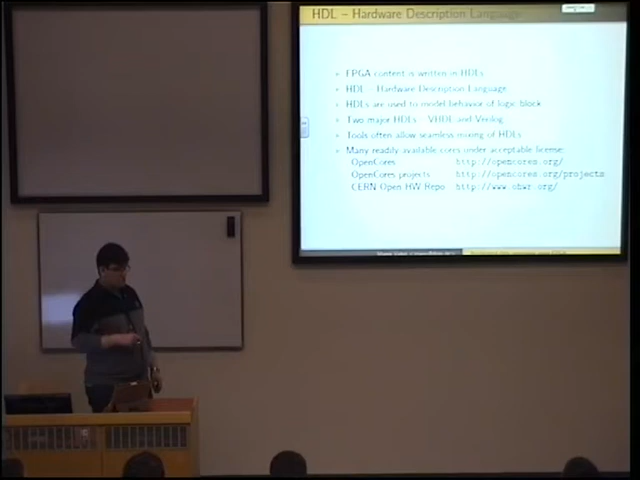 HDL – Hardware Description Language
FPGA content is written in HDLs
HDL - Hardware Description Language
HDLs are used to model behavior of logic block
Two major HDLs - VHDL and Verilog
Tools often allow seamless mixing of HDLs
Many readily available cores under acceptable license:
OpenCores http://opencores.org/
OpenCores projects http://opencores.org/projects
CERN Open HW Repo http://www.ohwr.org/